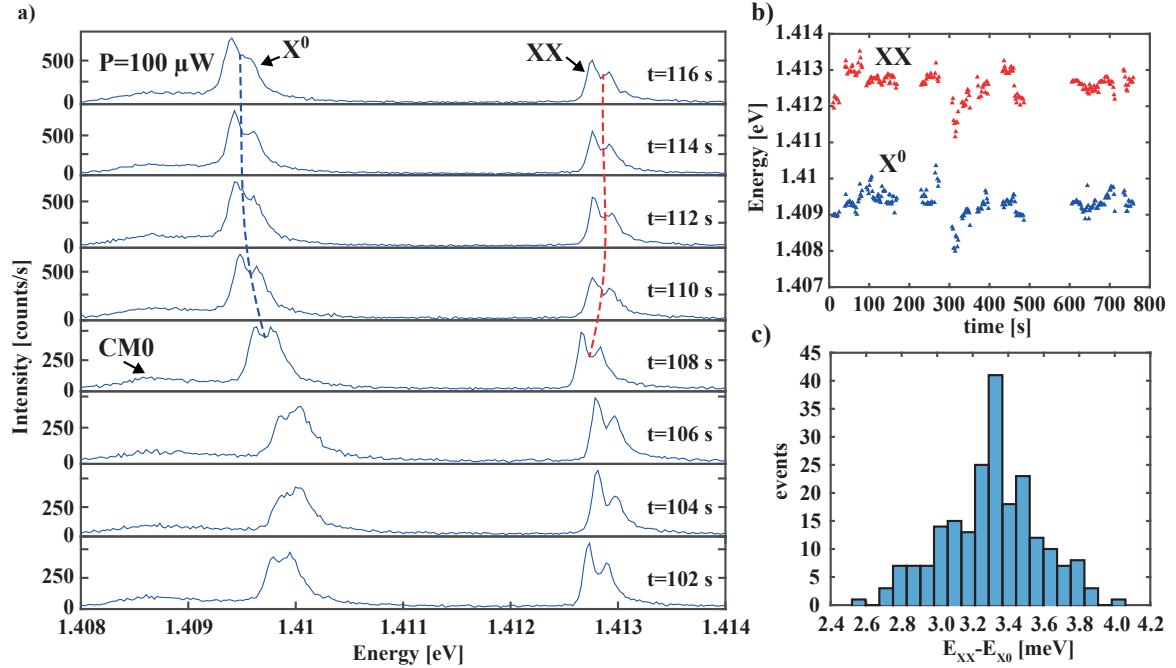 a)
P=100 µW
X⁰
XX
t=116 s
500
0
t=114 s
500
0
t=112 s
500
0
t=110 s
500
0
CM0
t=108 s
250
0
t=106 s
250
0
t=104 s
250
0
t=102 s
250
0
Intensity [counts/s]
1.408 1.409 1.41 1.411 1.412 1.413 1.414
Energy [eV]
b)
1.414
1.413
1.412
1.411
1.41
1.409
1.408
1.407
Energy [eV]
XX
X⁰
0 100 200 300 400 500 600 700 800
time [s]
c)
45
40
35
30
25
20
15
10
5
0
events
2.4 2.6 2.8 3.0 3.2 3.4 3.6 3.8 4.0 4.2
E_XX-E_X0 [meV]